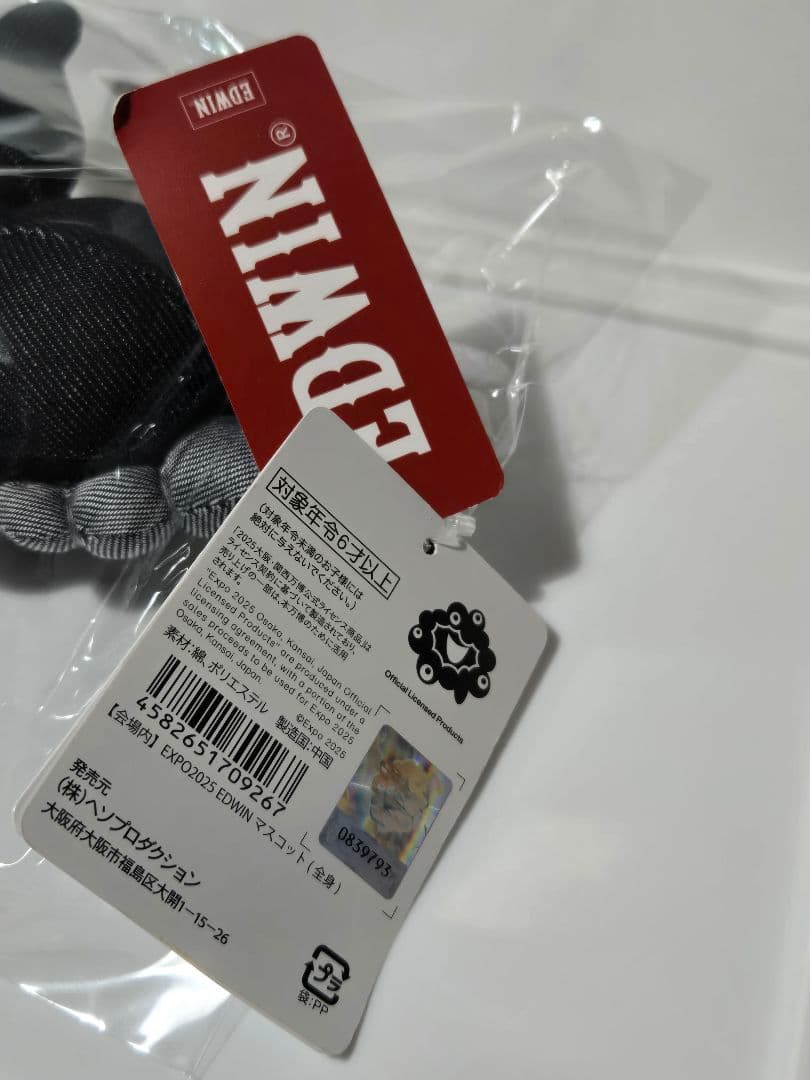 EDWIN
EDWIN®
対象年令6才以上
(対象年令未満のお子様には
絶対に与えないでください。)
「2025大阪・関西万博公式ライセンス商品」は
ライセンス契約に基づいて製造されており、
売り上げの一部は、本万博のために活用
されます。
"Expo 2025 Osaka, Kansai, Japan Official
Licensed Products" are produced under a
licensing agreement, with a portion of the
sales proceeds to be used for Expo 2025
Osaka, Kansai, Japan.
©Expo 2025
素材:綿、ポリエステル 製造国:中国
4582651709267
【会場内】EXPO2025 EDWIN マスコット(全身)
発売元
(株)ヘソプロダクション
大阪府大阪市福島区大開1-15-26
Official Licensed Products
0839793
プラ
袋:PP